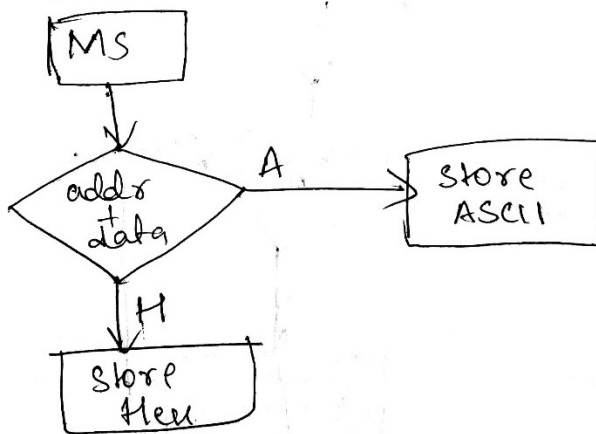 MS
addr
+
data
A
store
ASCII
H
store
Hex